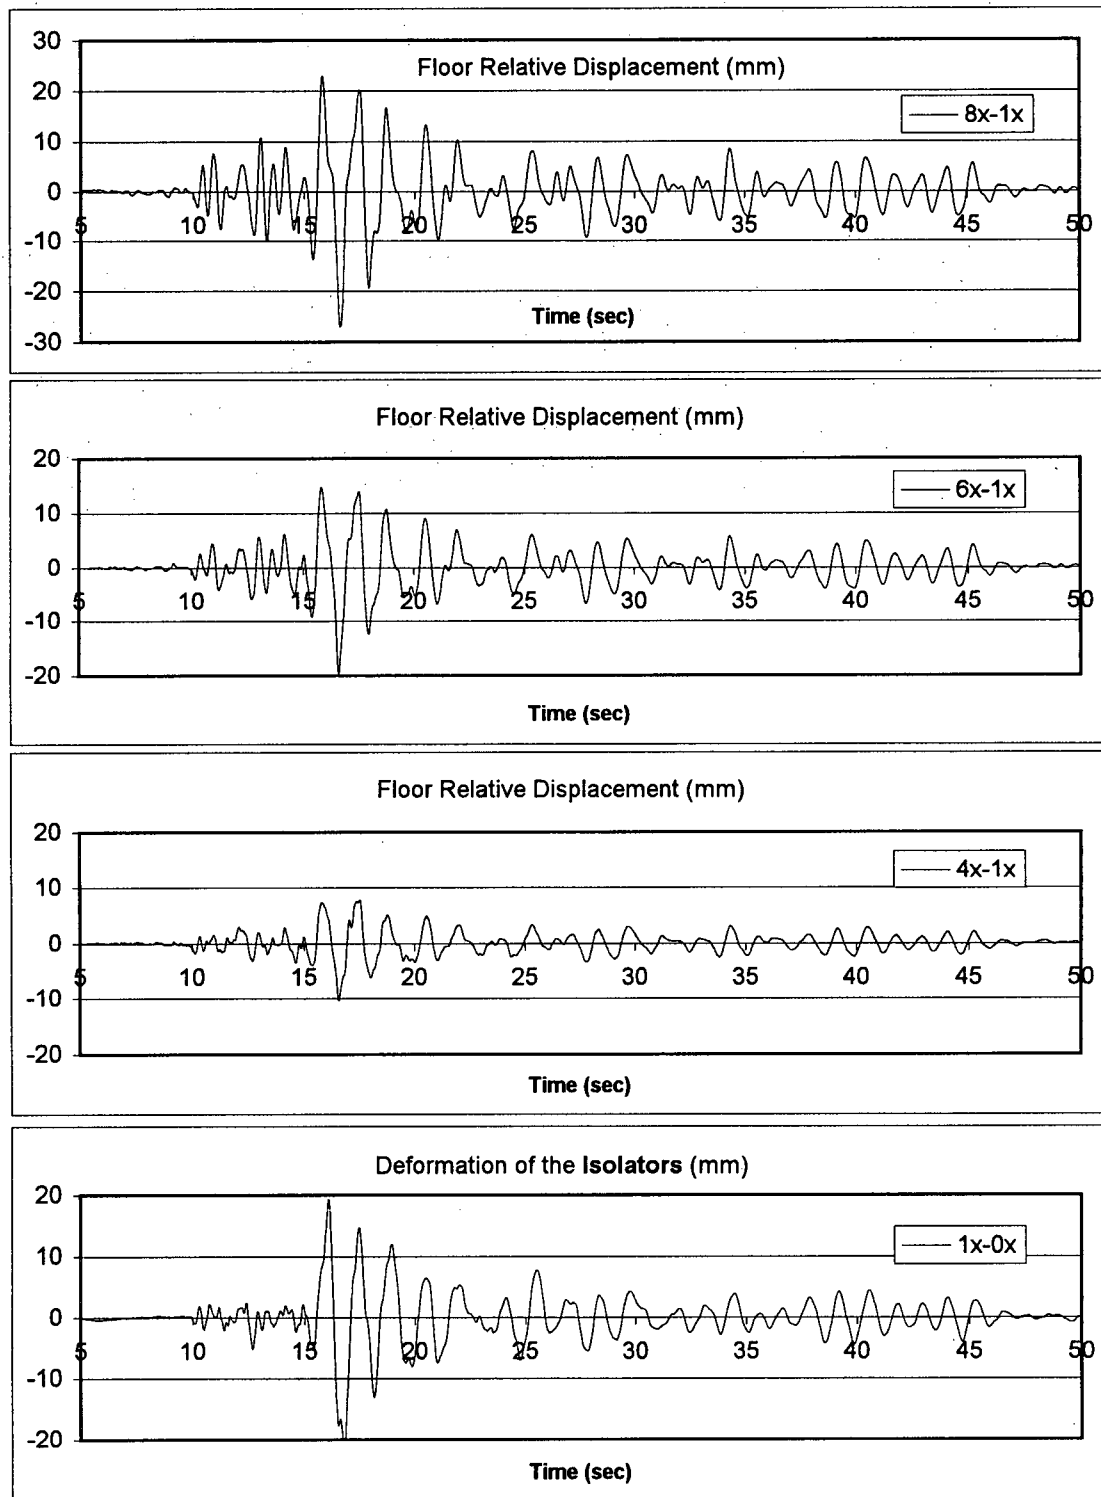 Floor Relative Displacement (mm)
30
20
10
0
-10
-20
-30
8x-1x
5 10 15 20 25 30 35 40 45 50
Time (sec)
Floor Relative Displacement (mm)
20
10
0
-10
-20
6x-1x
5 10 15 20 25 30 35 40 45 50
Time (sec)
Floor Relative Displacement (mm)
20
10
0
-10
-20
4x-1x
5 10 15 20 25 30 35 40 45 50
Time (sec)
Deformation of the Isolators (mm)
20
10
0
-10
-20
1x-0x
5 10 15 20 25 30 35 40 45 50
Time (sec)